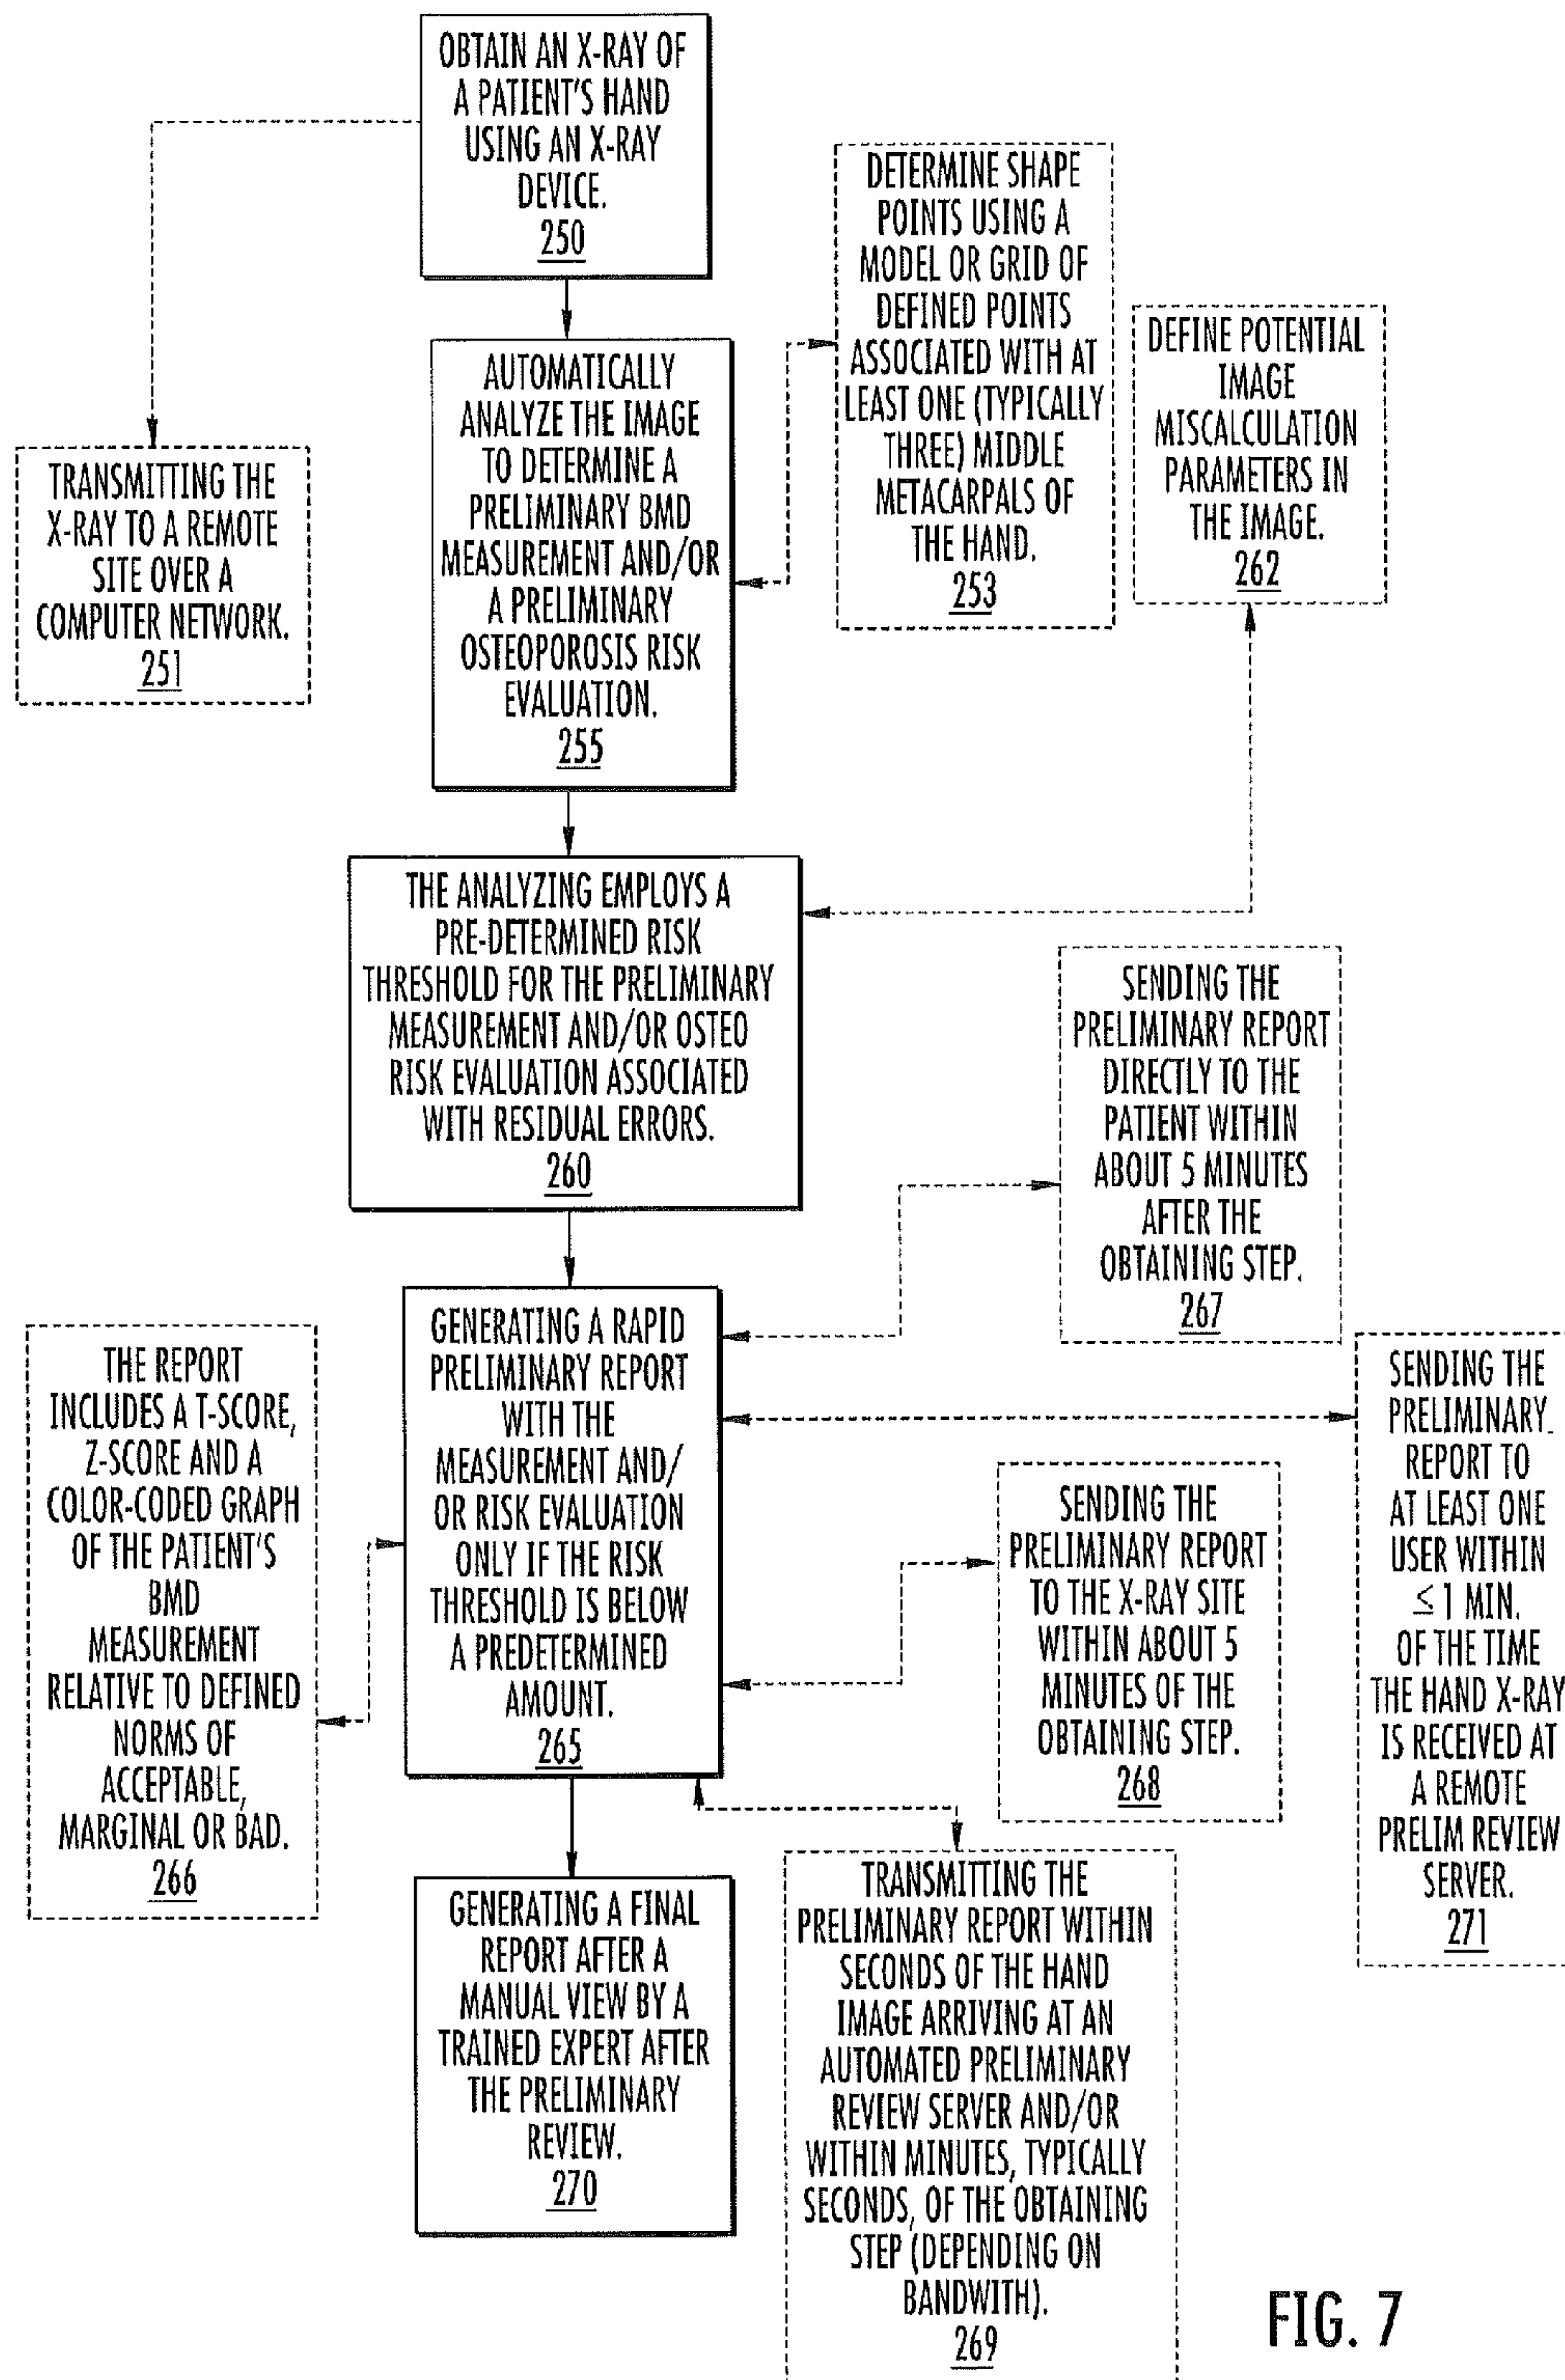 OBTAIN AN X-RAY OF
A PATIENT'S HAND
USING AN X-RAY
DEVICE.
250
TRANSMITTING THE
X-RAY TO A REMOTE
SITE OVER A
COMPUTER NETWORK.
251
AUTOMATICALLY
ANALYZE THE IMAGE
TO DETERMINE A
PRELIMINARY BMD
MEASUREMENT AND/OR
A PRELIMINARY
OSTEOPOROSIS RISK
EVALUATION.
255
DETERMINE SHAPE
POINTS USING A
MODEL OR GRID OF
DEFINED POINTS
ASSOCIATED WITH AT
LEAST ONE (TYPICALLY
THREE) MIDDLE
METACARPALS OF
THE HAND.
253
DEFINE POTENTIAL
IMAGE
MISCALCULATION
PARAMETERS IN
THE IMAGE.
262
THE ANALYZING EMPLOYS A
PRE-DETERMINED RISK
THRESHOLD FOR THE PRELIMINARY
MEASUREMENT AND/OR OSTEO
RISK EVALUATION ASSOCIATED
WITH RESIDUAL ERRORS.
260
SENDING THE
PRELIMINARY REPORT
DIRECTLY TO THE
PATIENT WITHIN
ABOUT 5 MINUTES
AFTER THE
OBTAINING STEP.
267
THE REPORT
INCLUDES A T-SCORE,
Z-SCORE AND A
COLOR-CODED GRAPH
OF THE PATIENT'S
BMD
MEASUREMENT
RELATIVE TO DEFINED
NORMS OF
ACCEPTABLE,
MARGINAL OR BAD.
266
GENERATING A RAPID
PRELIMINARY REPORT
WITH THE
MEASUREMENT AND/
OR RISK EVALUATION
ONLY IF THE RISK
THRESHOLD IS BELOW
A PREDETERMINED
AMOUNT.
265
SENDING THE
PRELIMINARY REPORT
TO THE X-RAY SITE
WITHIN ABOUT 5
MINUTES OF THE
OBTAINING STEP.
268
SENDING THE
PRELIMINARY
REPORT TO
AT LEAST ONE
USER WITHIN
≤ 1 MIN.
OF THE TIME
THE HAND X-RAY
IS RECEIVED AT
A REMOTE
PRELIM REVIEW
SERVER.
271
GENERATING A FINAL
REPORT AFTER A
MANUAL VIEW BY A
TRAINED EXPERT AFTER
THE PRELIMINARY
REVIEW.
270
TRANSMITTING THE
PRELIMINARY REPORT WITHIN
SECONDS OF THE HAND
IMAGE ARRIVING AT AN
AUTOMATED PRELIMINARY
REVIEW SERVER AND/OR
WITHIN MINUTES, TYPICALLY
SECONDS, OF THE OBTAINING
STEP (DEPENDING ON
BANDWITH).
269
FIG. 7